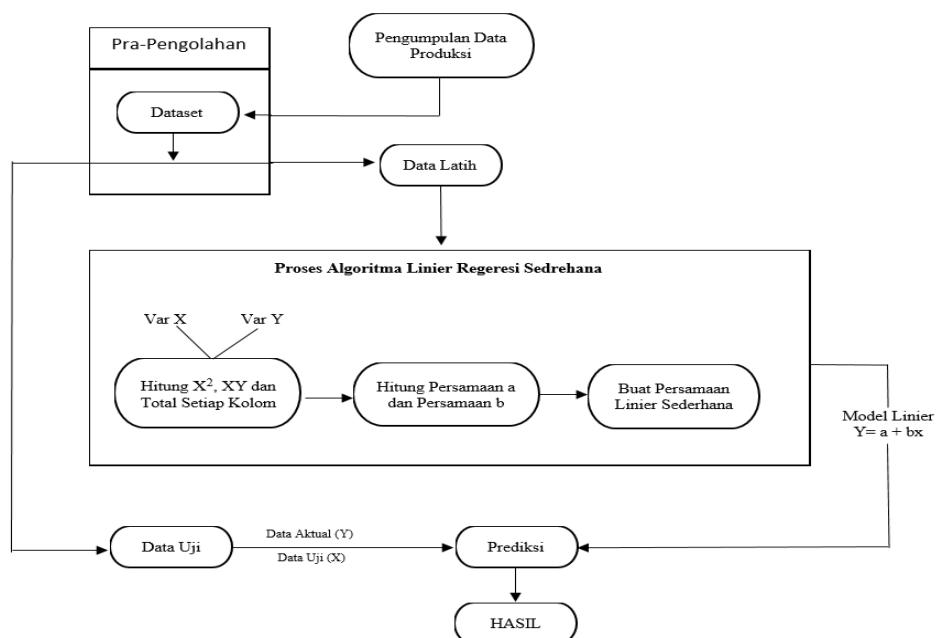 Pra-Pengolahan
Pengumpulan Data
Produksi
Dataset
Data Latih
Proses Algoritma Linier Regeresi Sedrehana
Var X
Var Y
Hitung X², XY dan
Total Setiap Kolom
Hitung Persamaan a
dan Persamaan b
Buat Persamaan
Linier Sederhana
Model Linier
Y= a + bx
Data Uji
Data Aktual (Y)
Data Uji (X)
Prediksi
HASIL